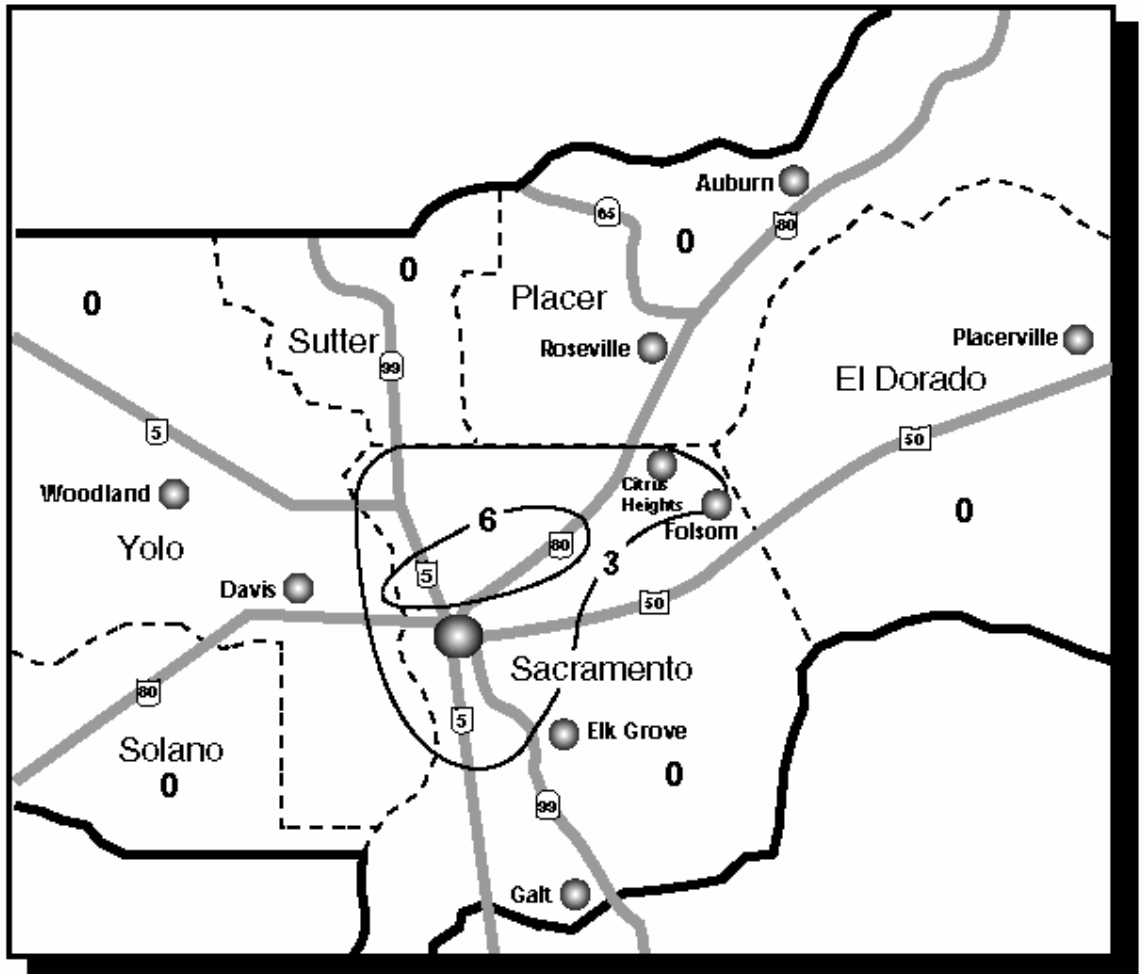 Auburn
65
80
0
0
0
Placer
Sutter
Roseville
Placerville
99
El Dorado
5
50
Citrus
Heights
Woodland
6
0
Folsom
Yolo
80
3
5
Davis
50
Sacramento
80
5
Elk Grove
Solano
0
0
99
Galt